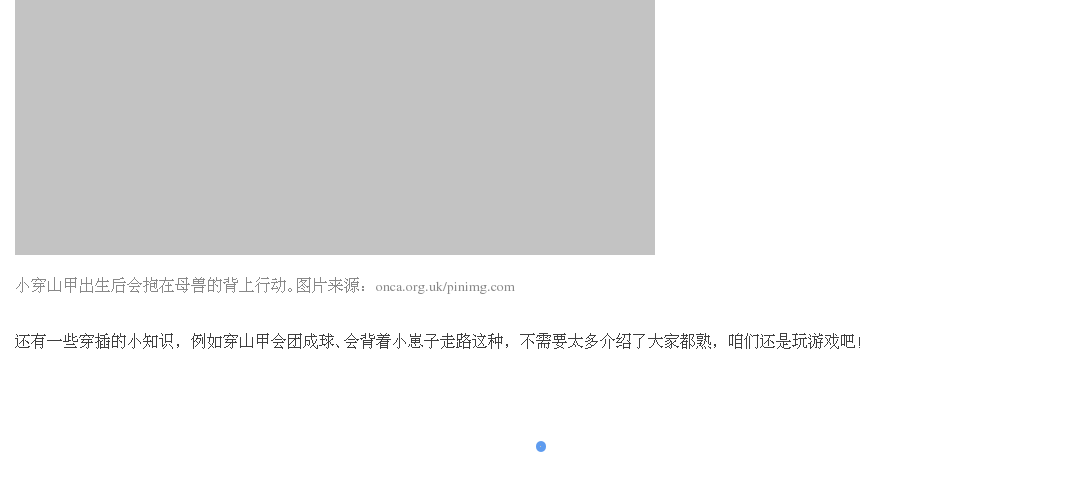 小穿山甲出生后会抱在母兽的背上行动。图片来源：onca.org.uk/pinimg.com
还有一些穿插的小知识，例如穿山甲会团成球、会背着小崽子走路这种，不需要太多介绍了大家都熟，咱们还是玩游戏吧！